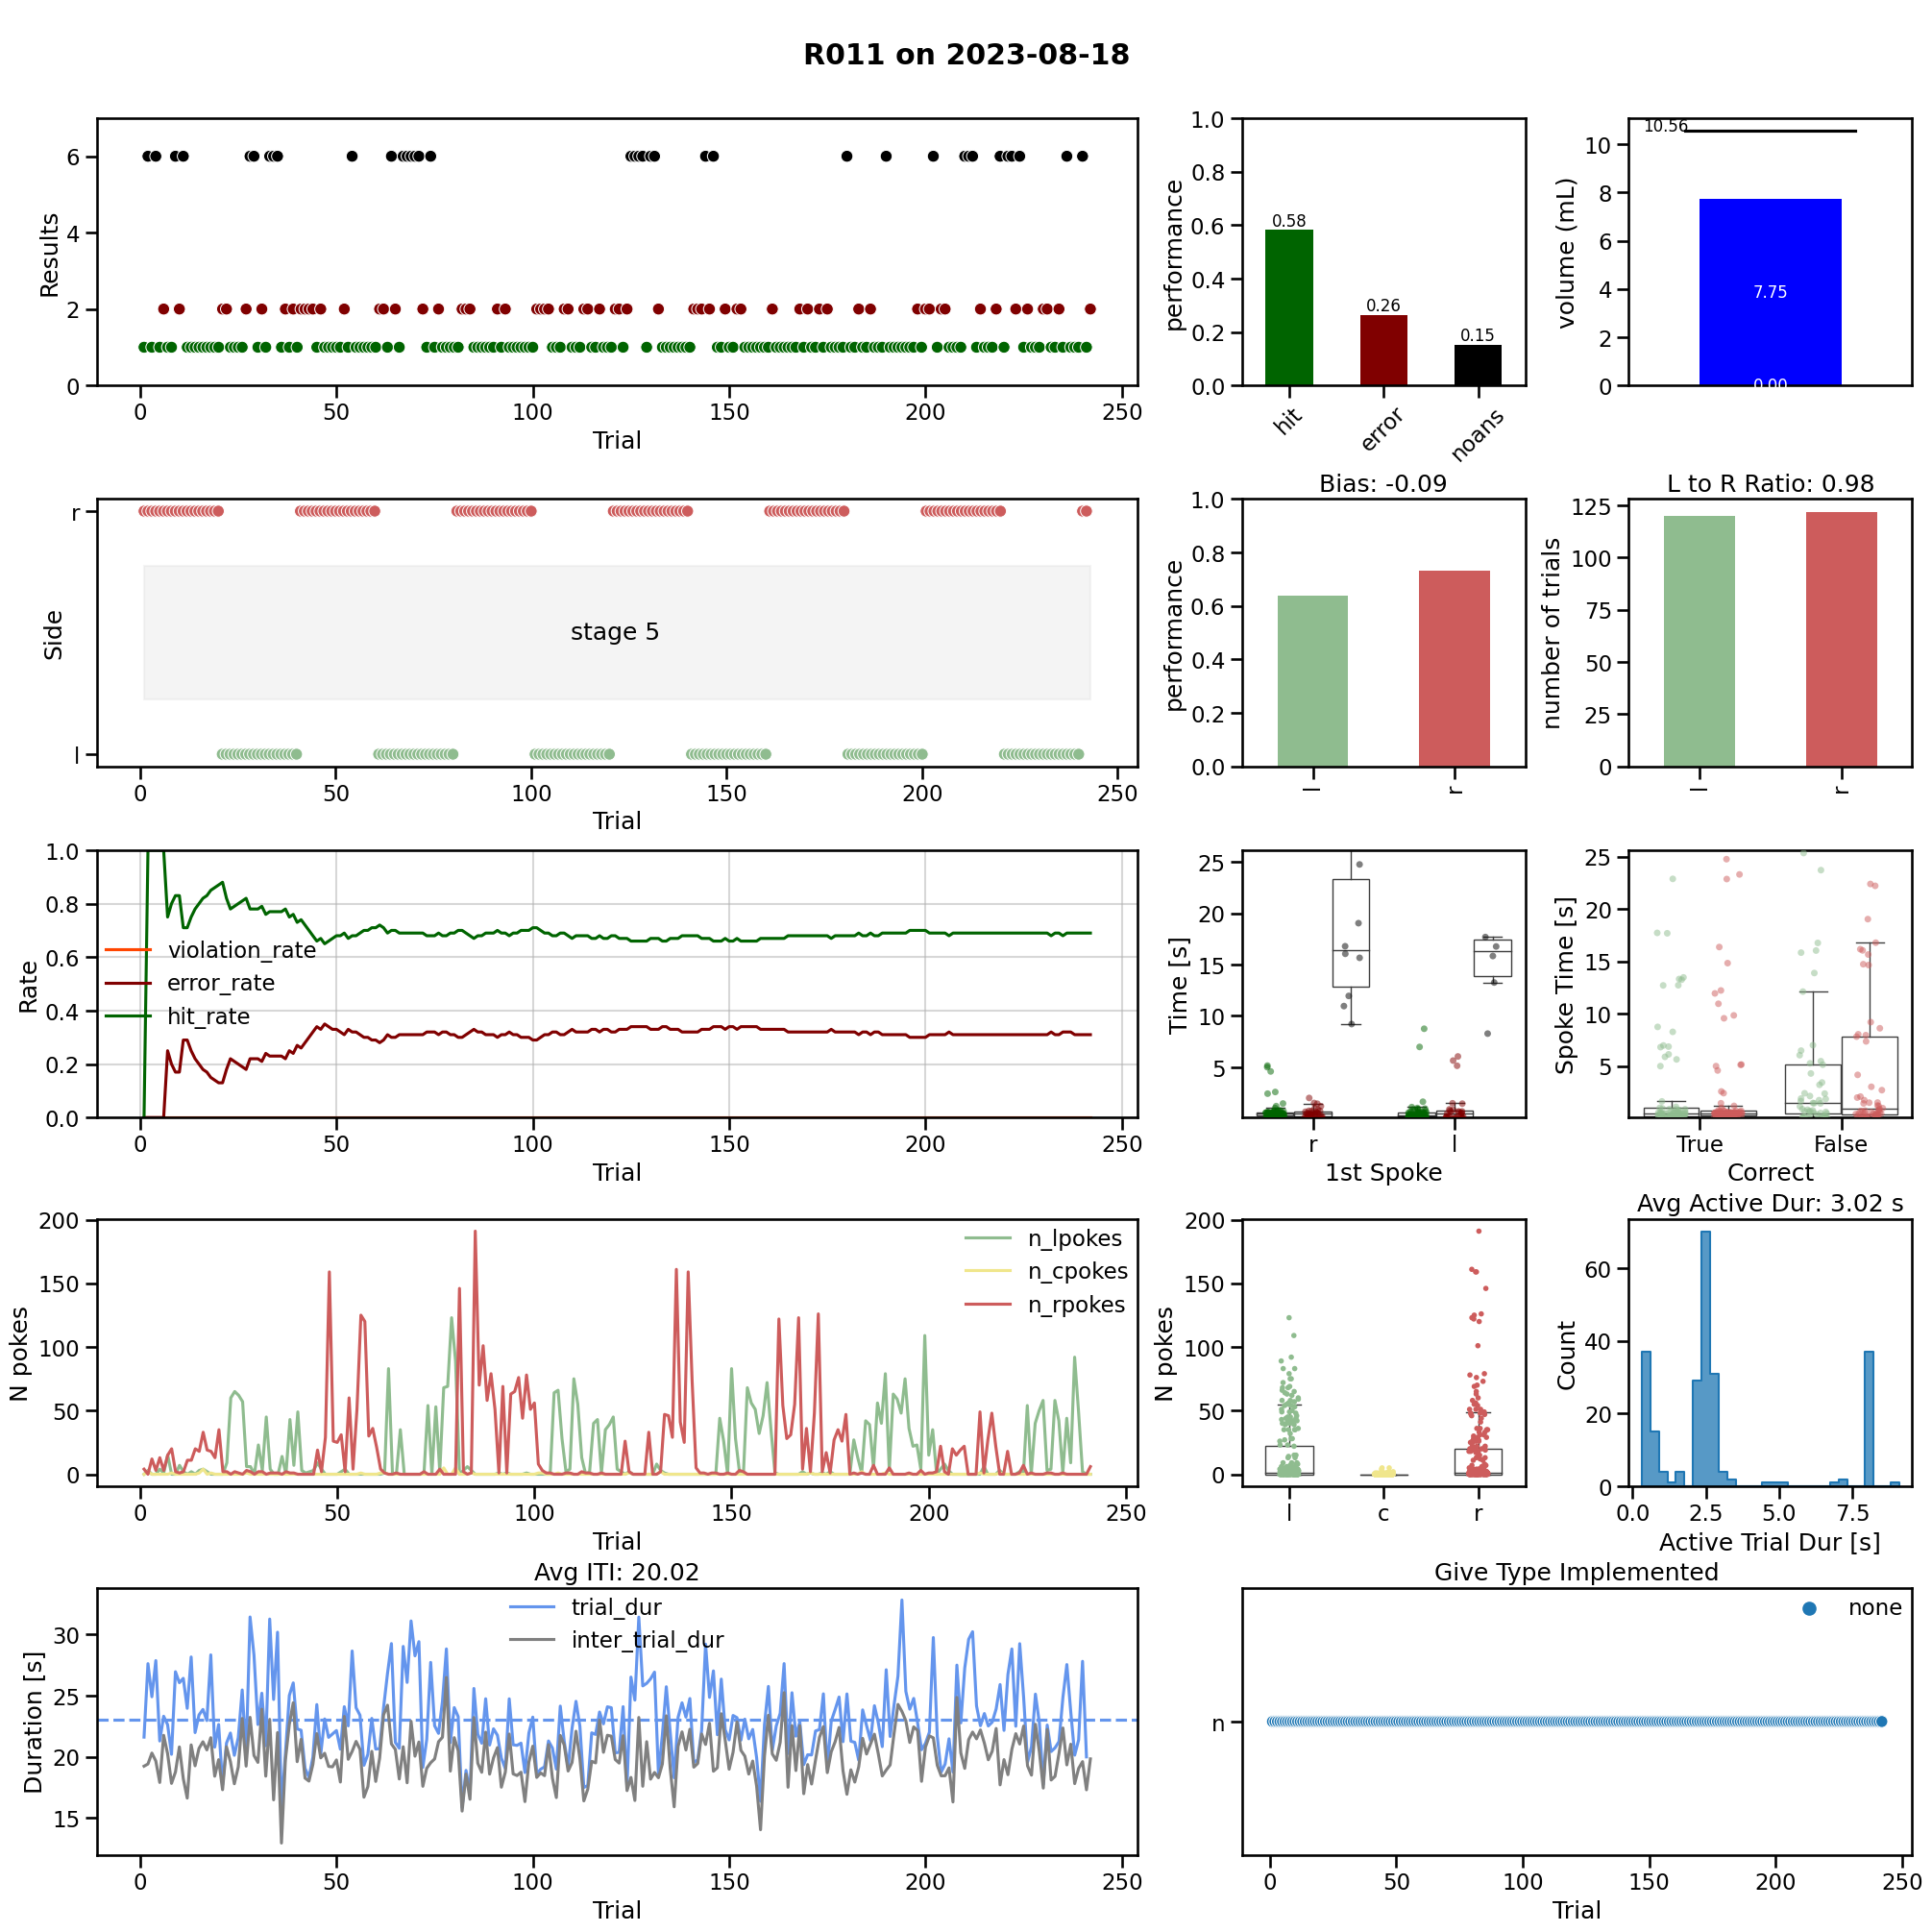 R011 on 2023-08-18
Results
6
4
2
0
0 50 100 150 200 250
Trial
performance
1.0
0.8
0.6
0.4
0.2
0.0
0.58
0.26
0.15
hit error noans
volume (mL)
10
8
6
4
2
0
10.56
7.75
0.00
Side
r
l
stage 5
0 50 100 150 200 250
Trial
Bias: -0.09
performance
1.0
0.8
0.6
0.4
0.2
0.0
l r
L to R Ratio: 0.98
number of trials
125
100
75
50
25
0
l r
Rate
1.0
0.8
0.6
0.4
0.2
0.0
violation_rate
error_rate
hit_rate
0 50 100 150 200 250
Trial
Time [s]
25
20
15
10
5
r l
1st Spoke
Spoke Time [s]
25
20
15
10
5
True False
Correct
N pokes
200
150
100
50
0
n_lpokes
n_cpokes
n_rpokes
0 50 100 150 200 250
Trial
N pokes
200
150
100
50
0
l c r
Avg Active Dur: 3.02 s
Count
60
40
20
0
0.0 2.5 5.0 7.5
Active Trial Dur [s]
Avg ITI: 20.02
Duration [s]
30
25
20
15
trial_dur
inter_trial_dur
0 50 100 150 200 250
Trial
Give Type Implemented
n
none
0 50 100 150 200 250
Trial